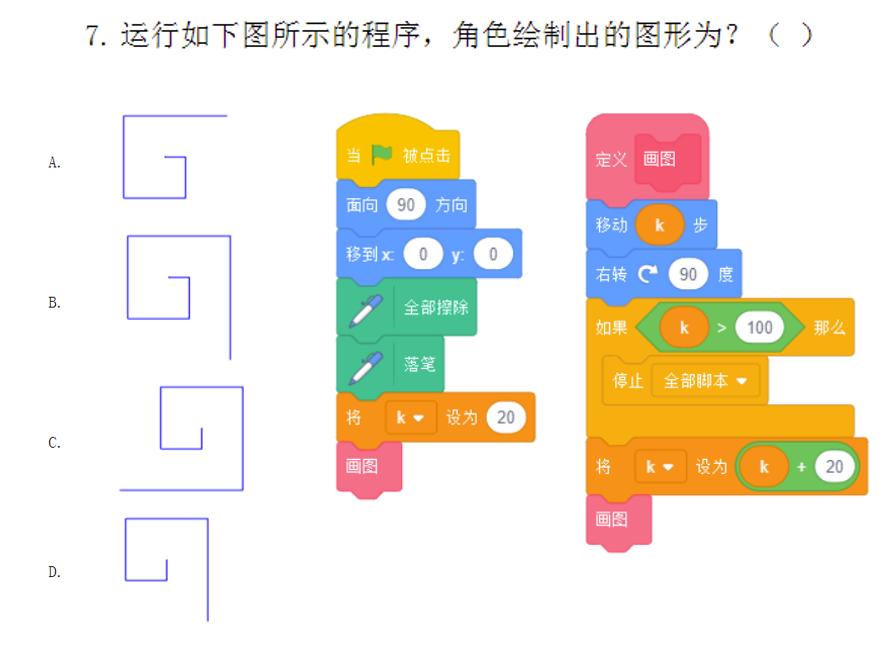 7. 运行如下图所示的程序，角色绘制出的图形为？（ ）
A.
B.
C.
D.
当 被点击
面向 90 方向
移到x: 0 y: 0
全部擦除
落笔
将 k 设为 20
画图
定义 画图
移动 k 步
右转 90 度
如果 k > 100 那么
停止 全部脚本
将 k 设为 k + 20
画图